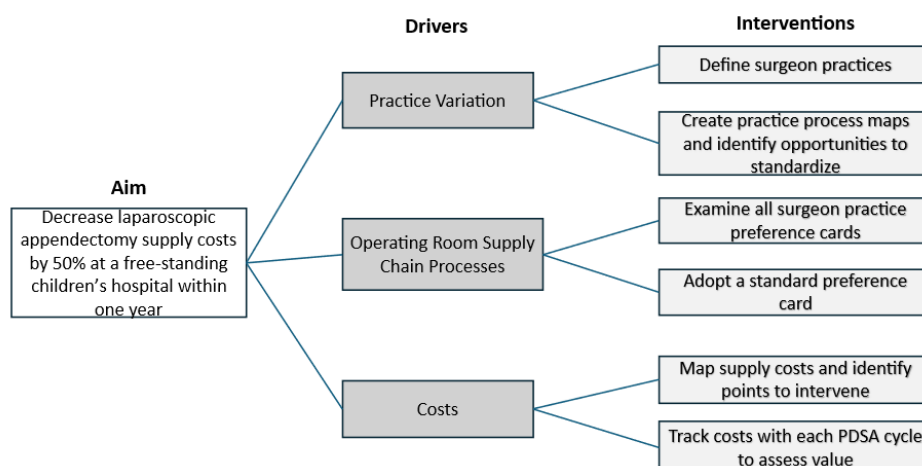 Drivers
Interventions
Aim
Decrease laparoscopic
appendectomy supply costs
by 50% at a free-standing
children’s hospital within
one year
Practice Variation
Operating Room Supply
Chain Processes
Costs
Define surgeon practices
Create practice process maps
and identify opportunities to
standardize
Examine all surgeon practice
preference cards
Adopt a standard preference
card
Map supply costs and identify
points to intervene
Track costs with each PDSA cycle
to assess value